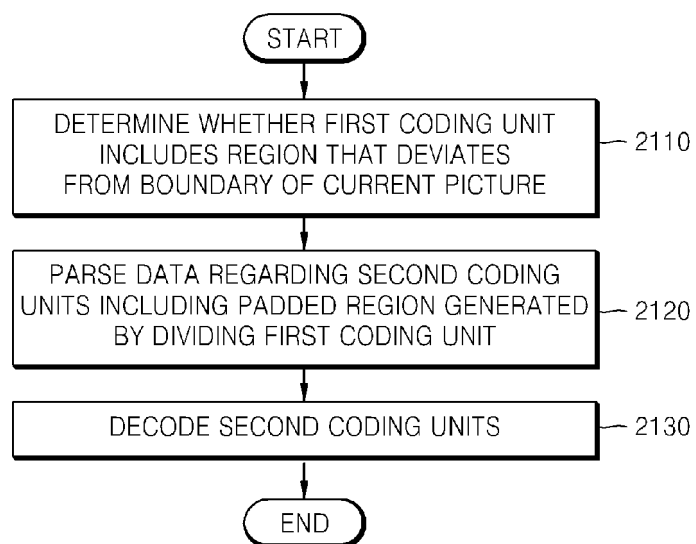 START
DETERMINE WHETHER FIRST CODING UNIT
INCLUDES REGION THAT DEVIATES
FROM BOUNDARY OF CURRENT PICTURE
2110
PARSE DATA REGARDING SECOND CODING
UNITS INCLUDING PADDED REGION GENERATED
BY DIVIDING FIRST CODING UNIT
2120
DECODE SECOND CODING UNITS
2130
END